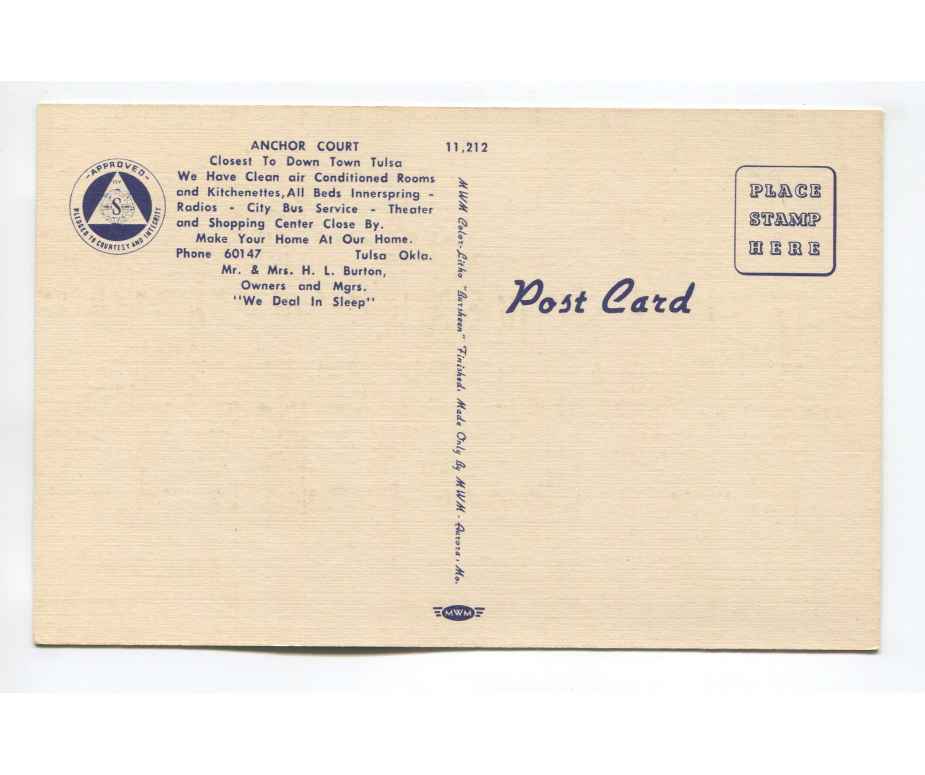 ANCHOR COURT
Closest To Down Town Tulsa
We Have Clean air Conditioned Rooms
and Kitchenettes, All Beds Innerspring -
Radios - City Bus Service - Theater
and Shopping Center Close By.
Make Your Home At Our Home.
Phone 60147 Tulsa Okla.
Mr. & Mrs. H. L. Burton,
Owners and Mgrs.
"We Deal In Sleep"
-APPROVED-
S
PLEDGED TO COURTESY AND INTEGRITY
11,212
MWM Color-Litho "Bursheen" Finished, Made Only By MWM - Aurora, Mo.
MWM
PLACE
STAMP
HERE
Post Card